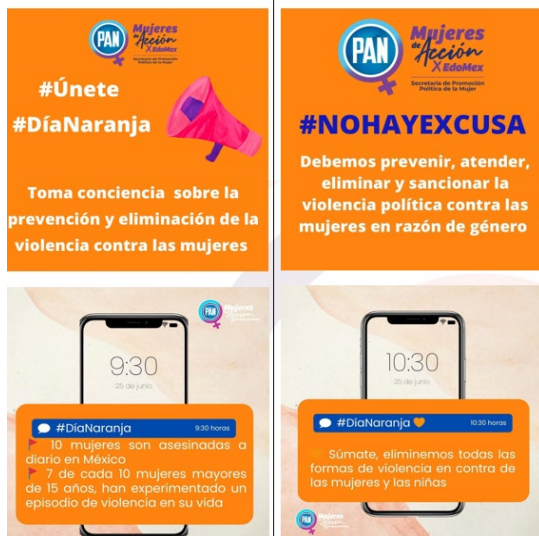 PAN
Mujeres
de Acción
X EdoMex
Secretaría de Promoción
Política de la Mujer
#Únete
#DíaNaranja
Toma conciencia sobre la
prevención y eliminación de la
violencia contra las mujeres
PAN
Mujeres
de Acción
X EdoMex
Secretaría de Promoción
Política de la Mujer
#NOHAYEXCUSA
Debemos prevenir, atender,
eliminar y sancionar la
violencia política contra las
mujeres en razón de género
PAN
Mujeres
9:30
25 de junio
#DíaNaranja
9:30 horas
10 mujeres son asesinadas a
diario en México
7 de cada 10 mujeres mayores
de 15 años, han experimentado un
episodio de violencia en su vida
10:30
25 de junio
#DíaNaranja
10:30 horas
Súmate, eliminemos todas las
formas de violencia en contra de
las mujeres y las niñas
PAN
Mujeres